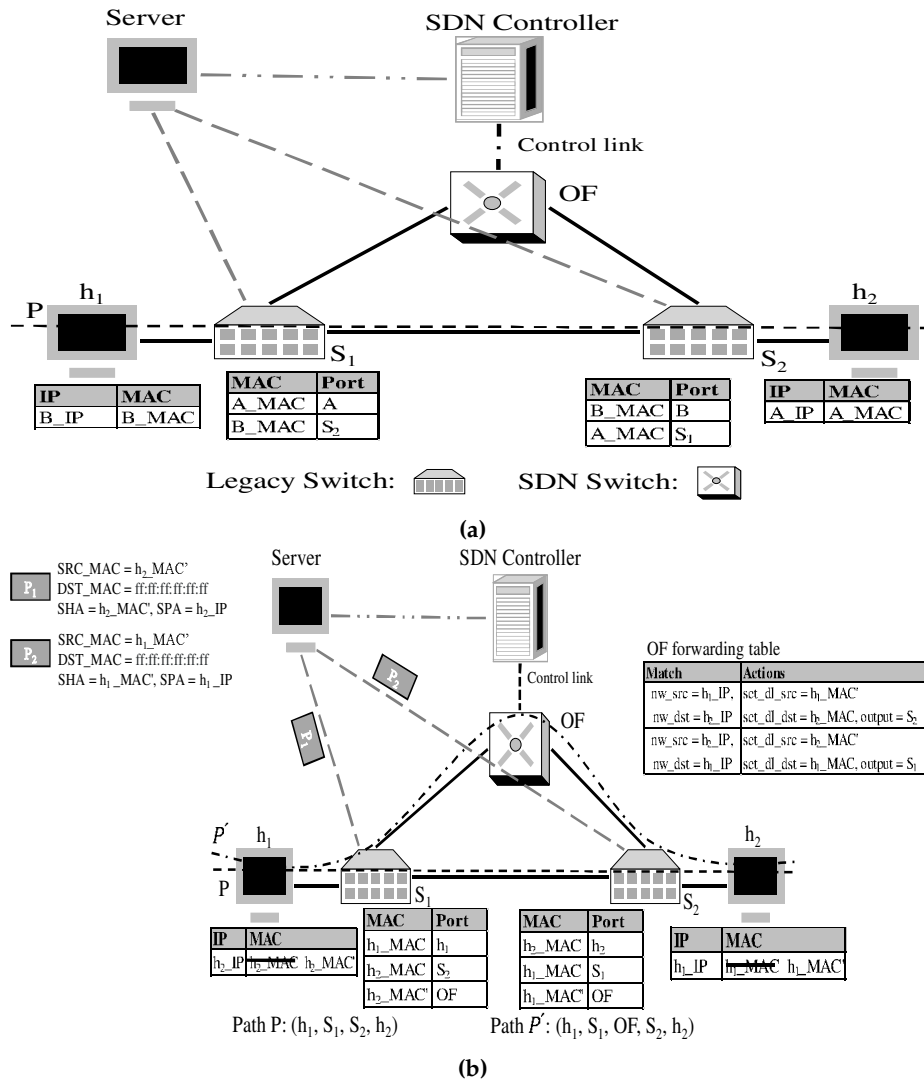 Server
SDN Controller
Control link
OF
P
h₁
h₂
S₁
S₂
IP MAC
B_IP B_MAC
MAC Port
A_MAC A
B_MAC S₂
MAC Port
B_MAC B
A_MAC S₁
IP MAC
A_IP A_MAC
Legacy Switch:
SDN Switch:
(a)
P₁
SRC_MAC = h₂_MAC'
DST_MAC = ff:ff:ff:ff:ff:ff
SHA = h₂_MAC', SPA = h₂_IP
P₂
SRC_MAC = h₁_MAC'
DST_MAC = ff:ff:ff:ff:ff:ff
SHA = h₁_MAC', SPA = h₁_IP
Server
SDN Controller
P₂
P₁
Control link
OF
OF forwarding table
Match Actions
nw_src = h₁_IP, set_dl_src = h₁_MAC'
nw_dst = h₂_IP set_dl_dst = h₂_MAC, output = S₂
nw_src = h₂_IP, set_dl_src = h₂_MAC'
nw_dst = h₁_IP set_dl_dst = h₁_MAC, output = S₁
P'
P
h₁
h₂
S₁
S₂
IP MAC
h₂_IP h₂_MAC h₂_MAC'
MAC Port
h₁_MAC h₁
h₂_MAC S₂
h₂_MAC' OF
MAC Port
h₂_MAC h₂
h₁_MAC S₁
h₁_MAC' OF
IP MAC
h₁_IP h₁_MAC h₁_MAC'
Path P: (h₁, S₁, S₂, h₂)
Path P': (h₁, S₁, OF, S₂, h₂)
(b)